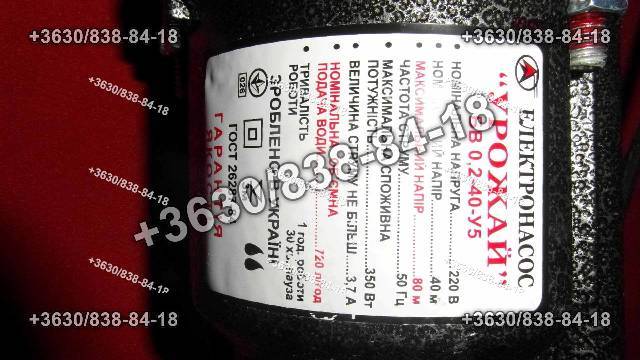 ЕЛЕКТРОНАСОС
"УРОЖАЙ"
0,2-40-У5
НАПРУГА 220 В
НАПІР 40 м
МАКСИМАЛЬНИЙ НАПІР 80 м
ЧАСТОТА 50 Гц
МАКСИМАЛЬНА СПОЖИВНА
ПОТУЖНІСТЬ 350 Вт
ВЕЛИЧИНА СТРУМУ НЕ БІЛЬШ 3,7 А
НОМІНАЛЬНА
ПОДАЧА ВОДИ 720 л/год
ТРИВАЛІСТЬ
РОБОТИ 1 год. роботи
30 хв. пауза
ЗРОБЛЕНО В УКРАЇНІ
ГОСТ
ГАРАНТІЯ
ЯКОСТІ
+3630/838-84-18
+3630/838-84-18
+3630/838-84-18
+3630/838-84-18
+3630/838-84-18
+3630/838-84-18
+3630/838-84-18
+3630/838-84-18
+3630/838-84-18